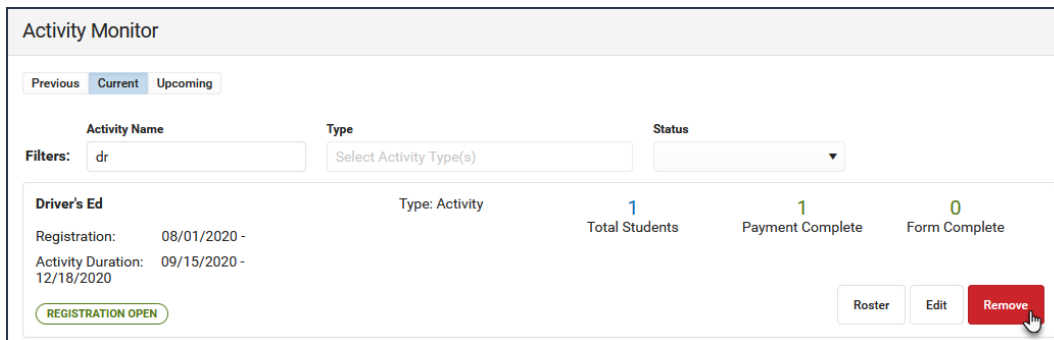 Activity Monitor
Previous Current Upcoming
Activity Name Type Status
Filters: dr Select Activity Type(s)
Driver's Ed Type: Activity 1 1 0
Total Students Payment Complete Form Complete
Registration: 08/01/2020 -
Activity Duration: 09/15/2020 -
12/18/2020
REGISTRATION OPEN Roster Edit Remove